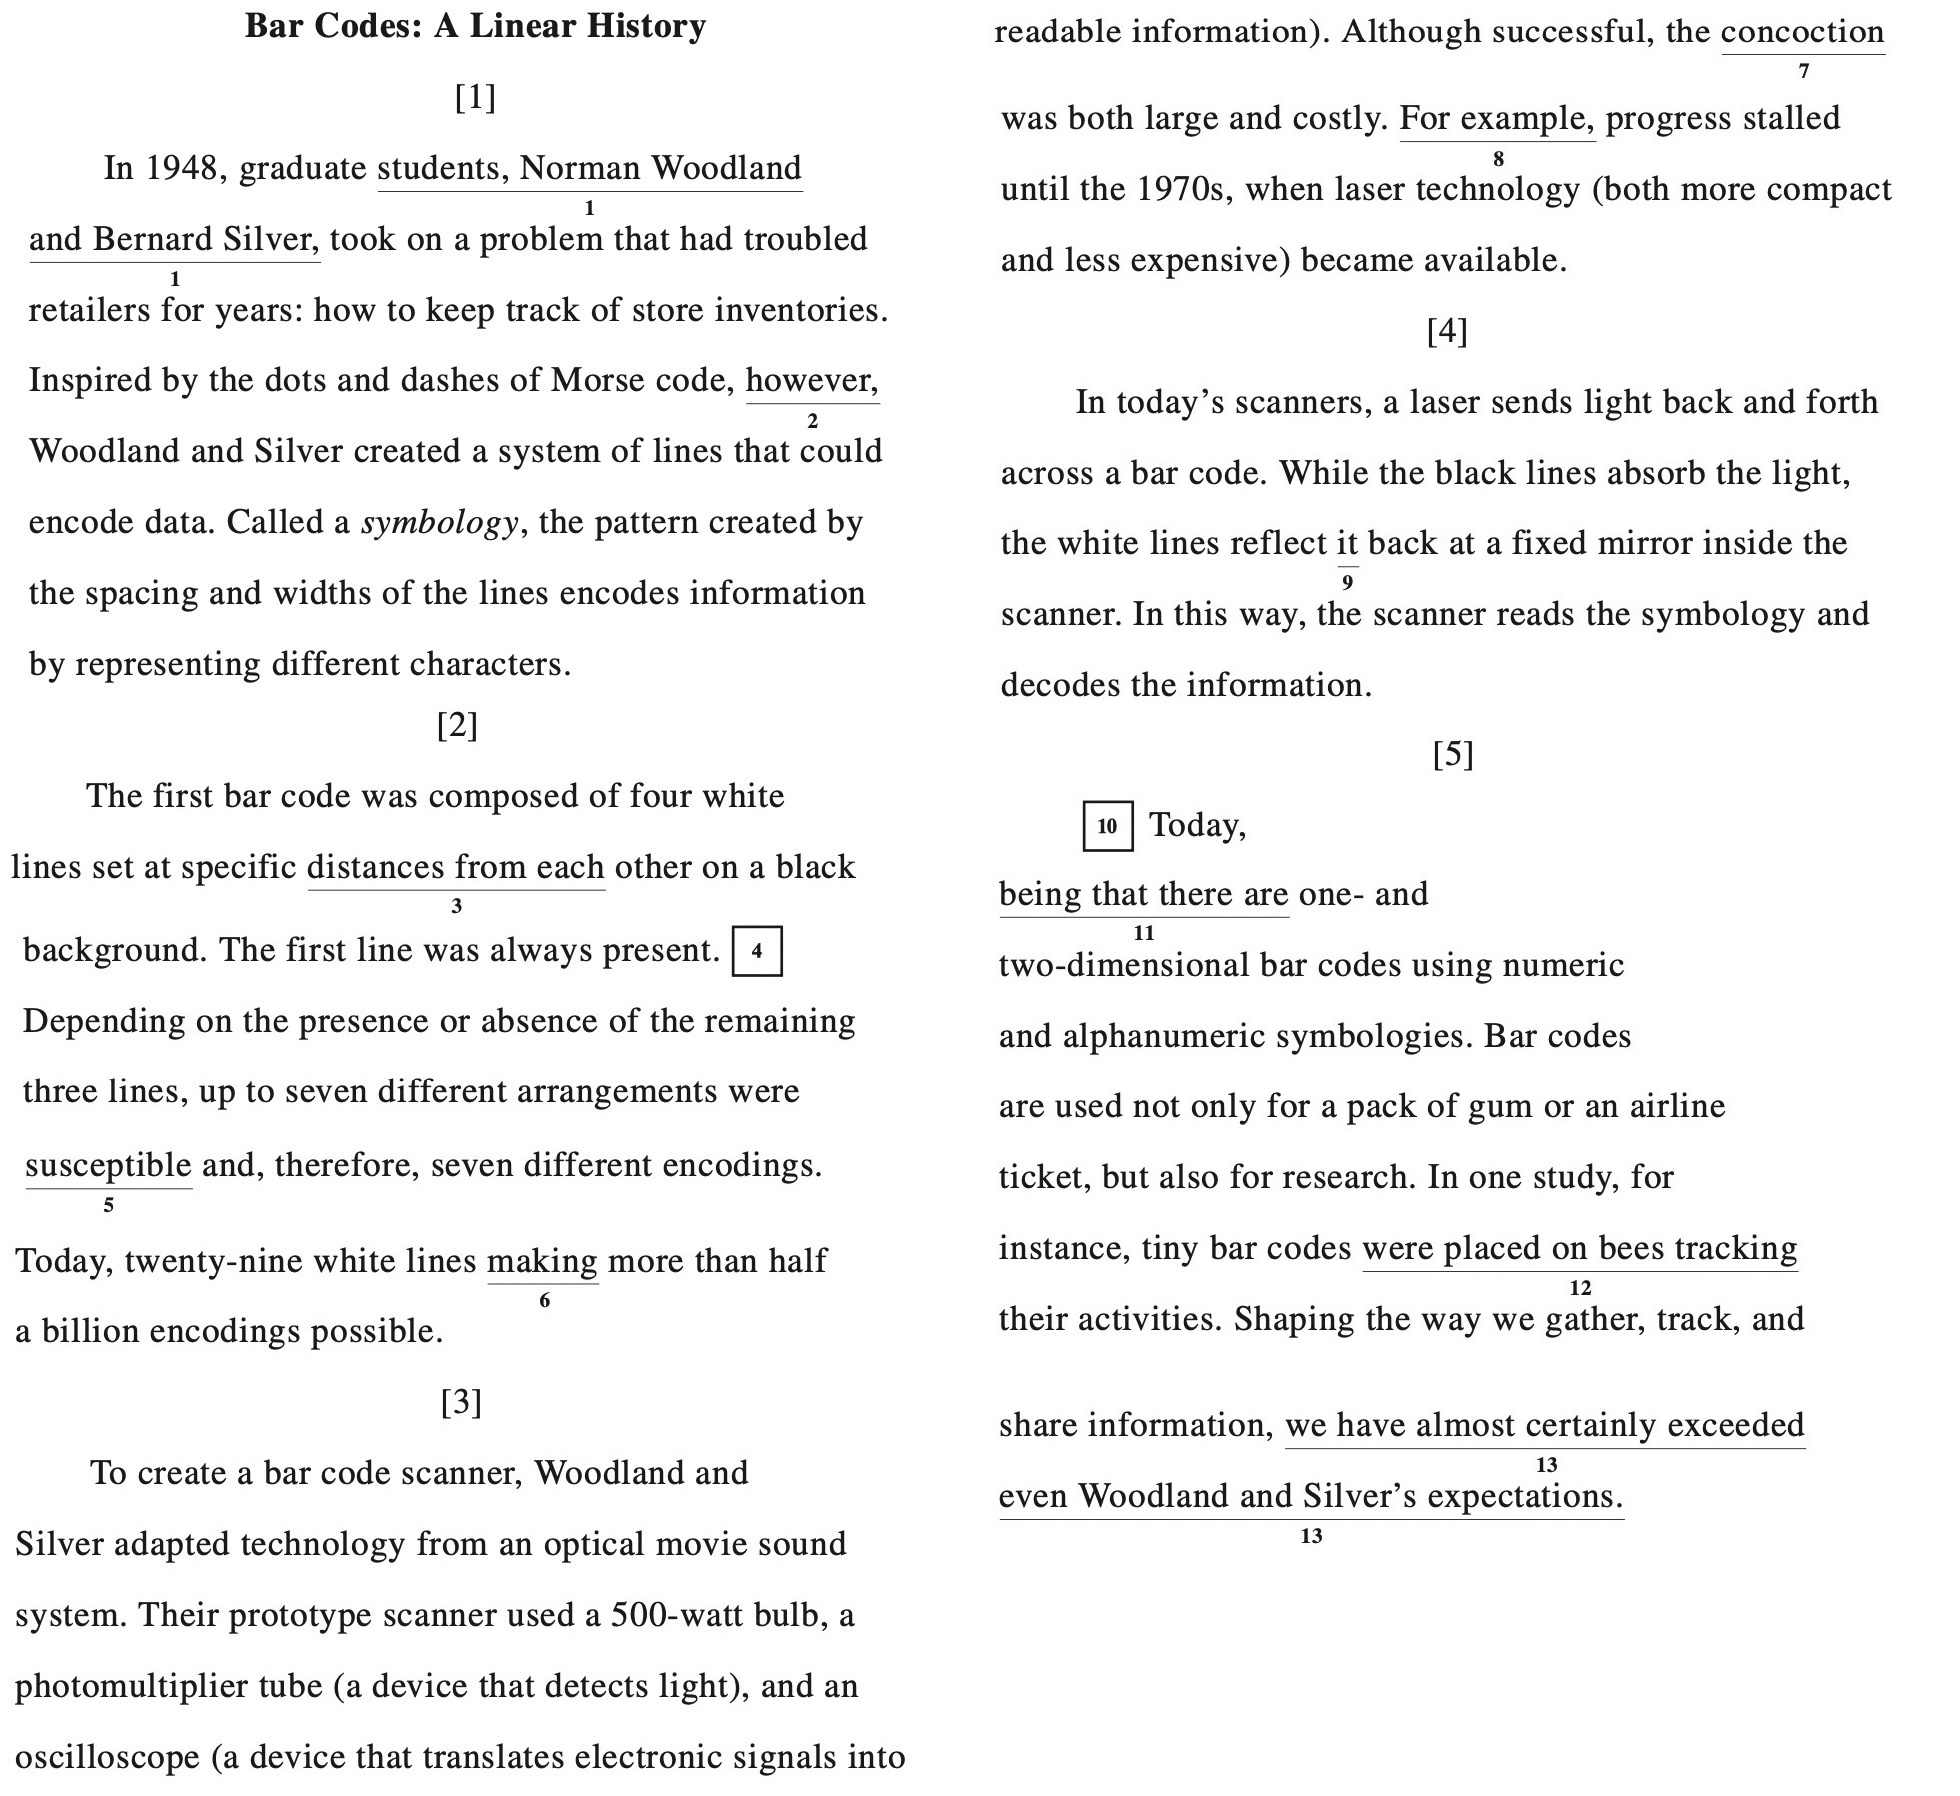 Bar Codes: A Linear History
[1]
In 1948, graduate students, Norman Woodland
1
and Bernard Silver, took on a problem that had troubled
1
retailers for years: how to keep track of store inventories.
Inspired by the dots and dashes of Morse code, however,
2
Woodland and Silver created a system of lines that could
encode data. Called a symbology, the pattern created by
the spacing and widths of the lines encodes information
by representing different characters.
[2]
The first bar code was composed of four white
lines set at specific distances from each other on a black
3
background. The first line was always present. 4
Depending on the presence or absence of the remaining
three lines, up to seven different arrangements were
susceptible and, therefore, seven different encodings.
5
Today, twenty-nine white lines making more than half
6
a billion encodings possible.
[3]
To create a bar code scanner, Woodland and
Silver adapted technology from an optical movie sound
system. Their prototype scanner used a 500-watt bulb, a
photomultiplier tube (a device that detects light), and an
oscilloscope (a device that translates electronic signals into
readable information). Although successful, the concoction
7
was both large and costly. For example, progress stalled
8
until the 1970s, when laser technology (both more compact
and less expensive) became available.
[4]
In today's scanners, a laser sends light back and forth
across a bar code. While the black lines absorb the light,
the white lines reflect it back at a fixed mirror inside the
9
scanner. In this way, the scanner reads the symbology and
decodes the information.
[5]
10 Today,
being that there are one- and
11
two-dimensional bar codes using numeric
and alphanumeric symbologies. Bar codes
are used not only for a pack of gum or an airline
ticket, but also for research. In one study, for
instance, tiny bar codes were placed on bees tracking
12
their activities. Shaping the way we gather, track, and
share information, we have almost certainly exceeded
13
even Woodland and Silver's expectations.
13